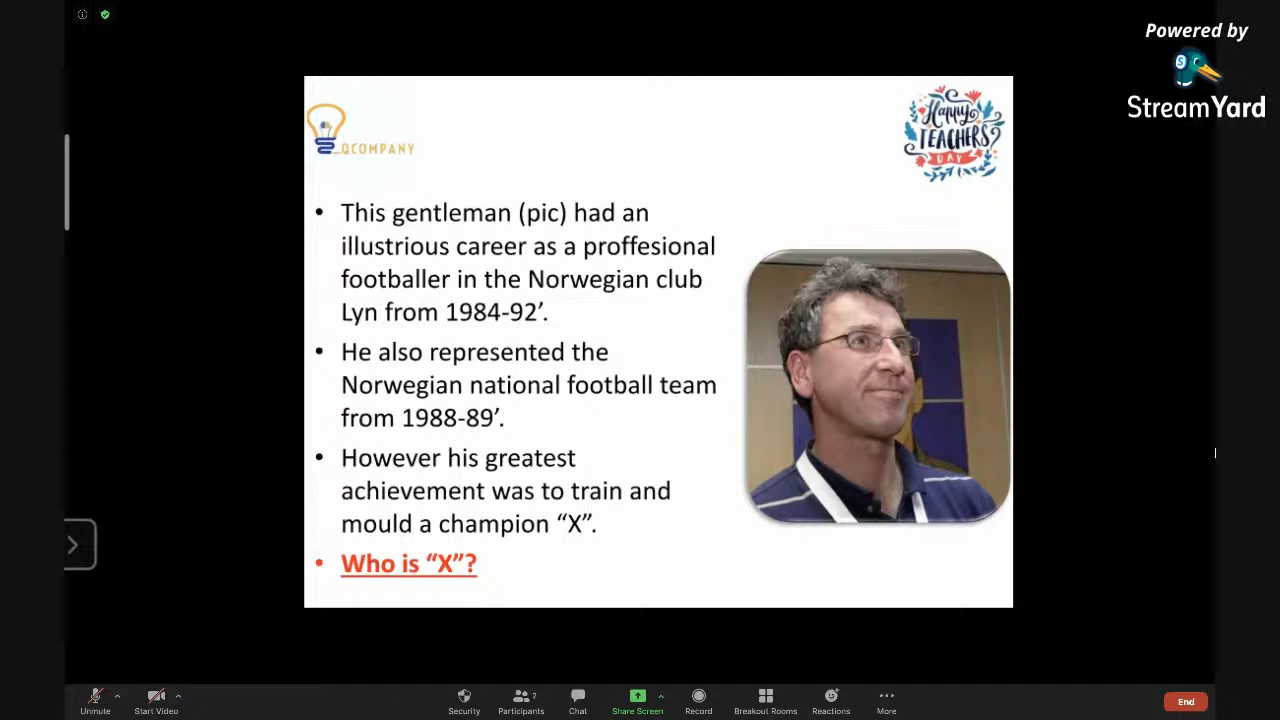 Powered by
StreamYard
QCOMPANY
Happy
TEACHERS'
DAY
• This gentleman (pic) had an
illustrious career as a proffesional
footballer in the Norwegian club
Lyn from 1984-92’.
• He also represented the
Norwegian national football team
from 1988-89’.
• However his greatest
achievement was to train and
mould a champion “X”.
• Who is “X”?
Unmute
Start Video
Security
Participants
2
Chat
Share Screen
Record
Breakout Rooms
Reactions
More
End